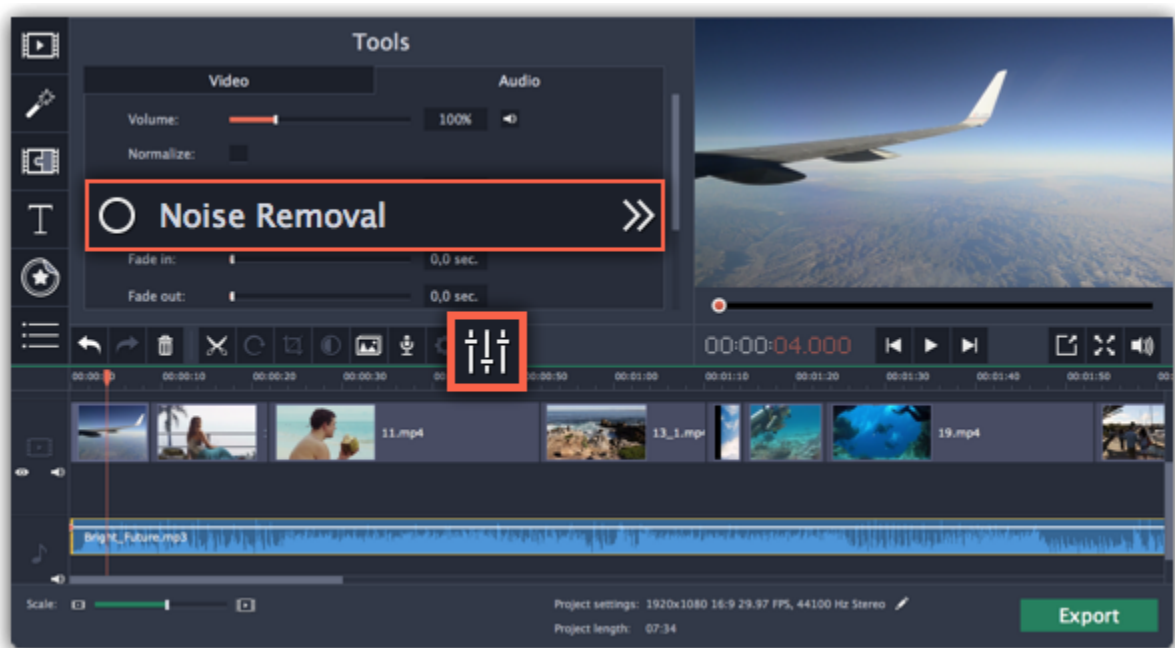 Tools
Video Audio
Volume: 100%
Normalize:
Noise Removal
Fade in: 0,0 sec.
Fade out: 0,0 sec.
T
00:00:04.000
00:00:10 00:00:20 00:00:30 00:00:50 00:01:00 00:01:10 00:01:20 00:01:30 00:01:40 00:01:50
11.mp4 13_1.mp 19.mp4
Bright_Future.mp3
Scale: Project settings: 1920x1080 16:9 29.97 FPS, 44100 Hz Stereo
Project length: 07:34
Export